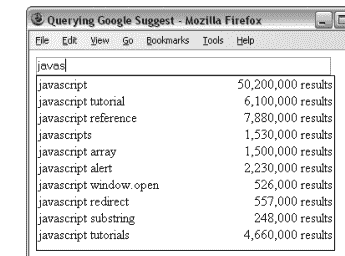 Querying Google Suggest - Mozilla Firefox
File Edit View Go Bookmarks Tools Help
javas
javascript 50,200,000 results
javascript tutorial 6,100,000 results
javascript reference 7,880,000 results
javascripts 1,530,000 results
javascript array 1,500,000 results
javascript alert 2,230,000 results
javascript window.open 526,000 results
javascript redirect 557,000 results
javascript substring 248,000 results
javascript tutorials 4,660,000 results